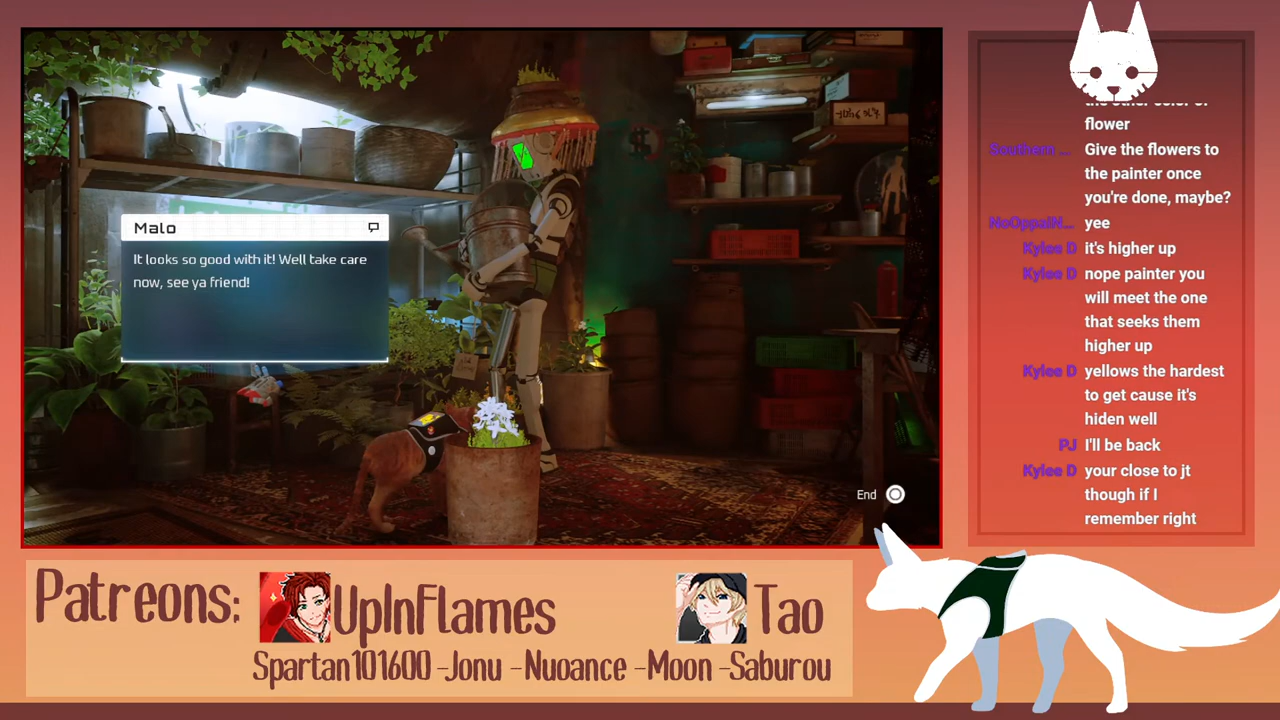 Malo
It looks so good with it! Well take care
now, see ya friend!
End
flower
Southern ...
Give the flowers to
the painter once
you're done, maybe?
NoOppaiN...
yee
Kylee D
it's higher up
Kylee D
nope painter you
will meet the one
that seeks them
higher up
Kylee D
yellows the hardest
to get cause it's
hiden well
PJ
I'll be back
Kylee D
your close to jt
though if I
remember right
Patreons:
UpInFlames
Tao
Spartan101600 -Jonu -Nuoance -Moon -Saburou